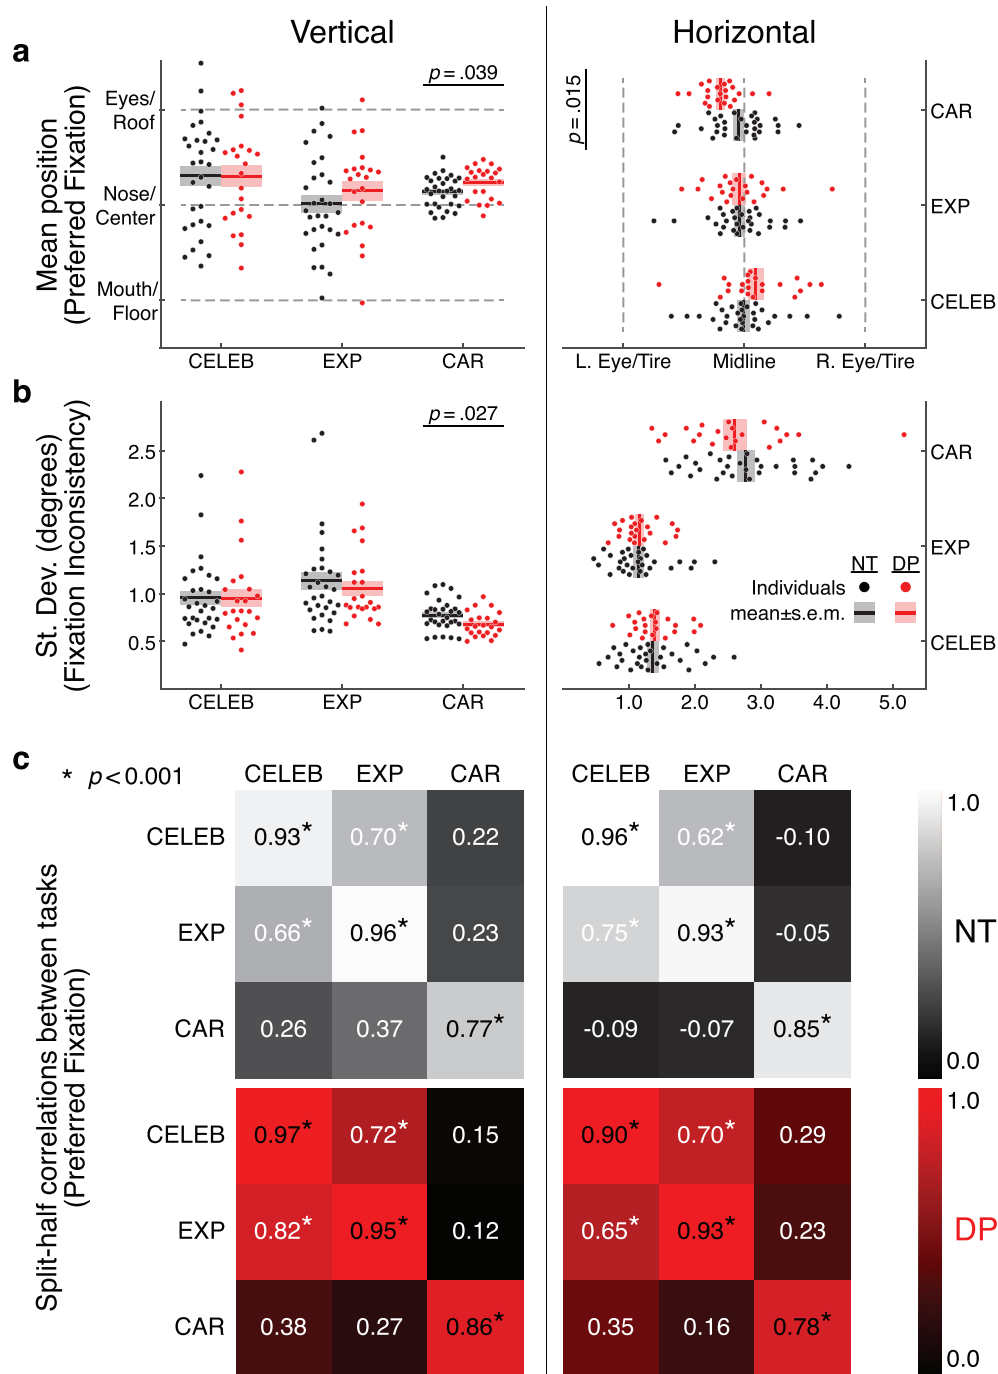 Vertical
Horizontal
a
Mean position
(Preferred Fixation)
Eyes/
Roof
Nose/
Center
Mouth/
Floor
p = .039
CELEB
EXP
CAR
p = .015
CAR
EXP
CELEB
L. Eye/Tire
Midline
R. Eye/Tire
b
St. Dev. (degrees)
(Fixation Inconsistency)
2.5
2.0
1.5
1.0
0.5
p = .027
CELEB
EXP
CAR
CAR
EXP
CELEB
NT DP
Individuals
mean±s.e.m.
1.0 2.0 3.0 4.0 5.0
c
* p < 0.001
Split-half correlations between tasks
(Preferred Fixation)
CELEB EXP CAR
CELEB EXP CAR
CELEB 0.93* 0.70* 0.22
0.96* 0.62* -0.10
EXP 0.66* 0.96* 0.23
0.75* 0.93* -0.05
CAR 0.26 0.37 0.77*
-0.09 -0.07 0.85*
1.0
NT
0.0
CELEB 0.97* 0.72* 0.15
0.90* 0.70* 0.29
EXP 0.82* 0.95* 0.12
0.65* 0.93* 0.23
CAR 0.38 0.27 0.86*
0.35 0.16 0.78*
1.0
DP
0.0